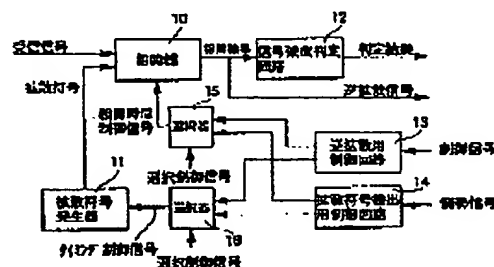 受信信号
拡散符号
10
相関器
相関信号
12
信号強度判定
回路
判定結果
逆拡散信号
相関時間
制御信号
15
選択器
選択制御信号
逆拡散用
制御回路
13
制御信号
11
拡散符号
発生器
タイミング制御信号
選択器
16
選択制御信号
拡散符号検出
用制御回路
14
制御信号